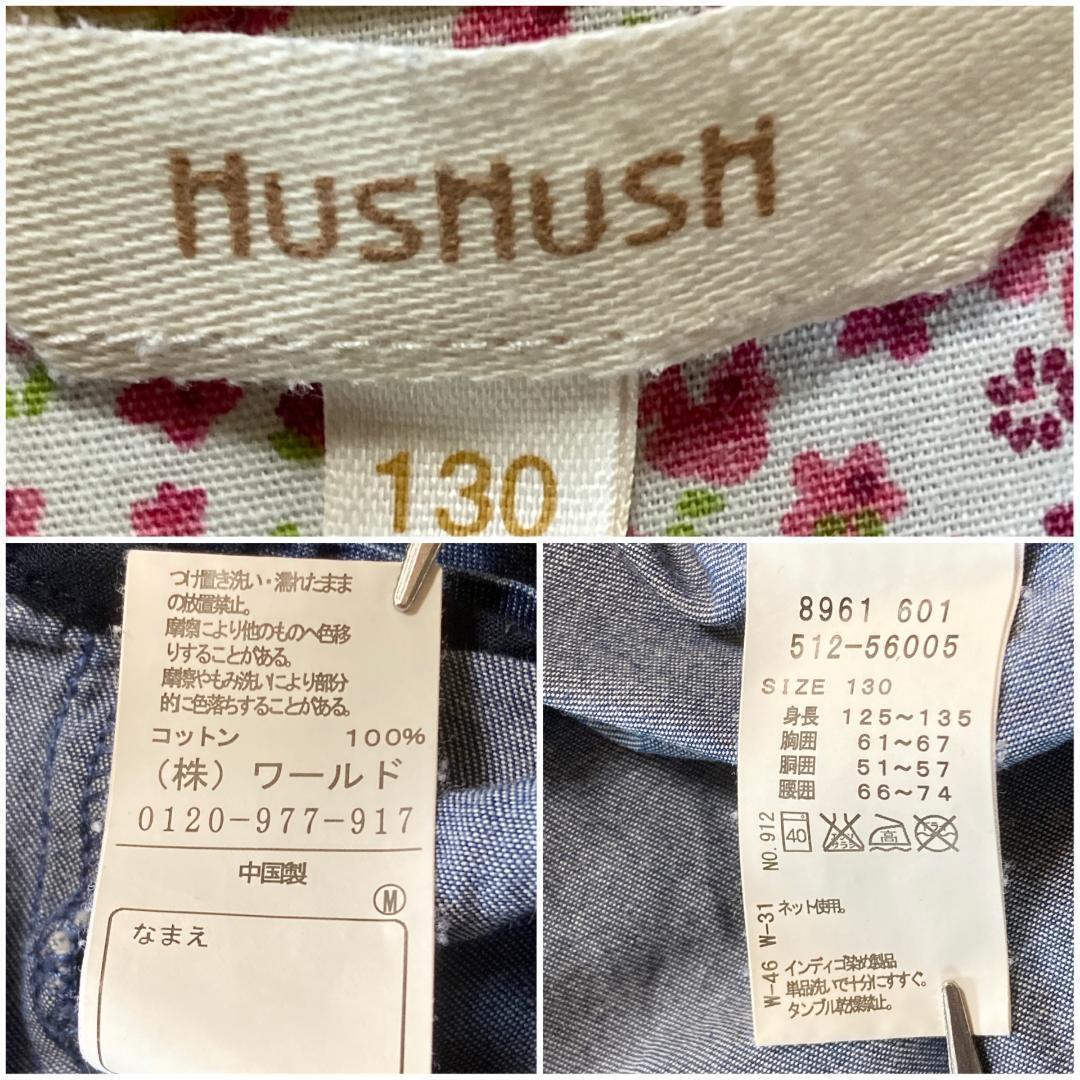 HusHusH
130
つけ置き洗い・濡れたまま
の放置禁止。
摩擦により他のものへ色移
りすることがある。
摩擦やもみ洗いにより部分
的に色落ちすることがある。
コットン 100%
(株) ワールド
0120-977-917
中国製
M
なまえ
8961 601
512-56005
SIZE 130
身長 125～135
胸囲 61～67
胴囲 51～57
腰囲 66～74
NO.912
40 エンソサラシ 高
W-46 W-31
ネット使用。
インディゴ染め製品
単品洗いで十分にすすぐ。
タンブル乾燥禁止。